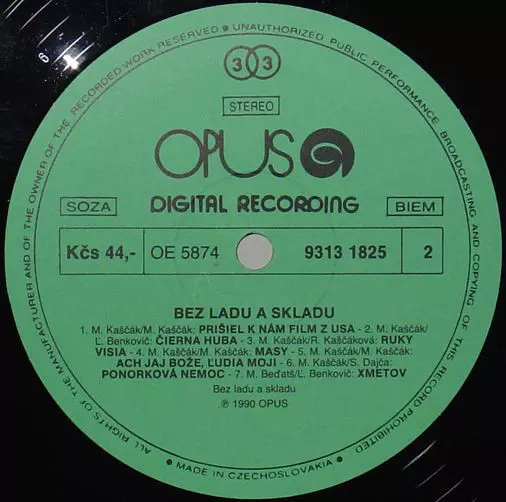 ALL RIGHTS OF THE MANUFACTURER AND OF THE OWNER OF THE RECORDED WORK RESERVED • UNAUTHORIZED PUBLIC PERFORMANCE BROADCASTING AND COPYING OF THIS RECORD PROHIBITED
33
STEREO
OPUS
SOZA DIGITAL RECORDING BIEM
Kčs 44,- OE 5874 9313 1825 2
BEZ LADU A SKLADU
1. M. Kaščák/M. Kaščák: PRIŠIEL K NÁM FILM Z USA - 2. M. Kaščák/
Ľ. Benkovič: ČIERNA HUBA - 3. M. Kaščák/R. Kaščáková: RUKY
VISIA - 4. M. Kaščák/M. Kaščák: MASY - 5. M. Kaščák/M. Kaščák:
ACH JAJ BOŽE, ĽUDIA MOJI - 6. M. Kaščák/S. Dajča:
PONORKOVÁ NEMOC - 7. M. Beďatš/Ľ. Benkovič: XMETOV
Bez ladu a skladu
℗ 1990 OPUS
• MADE IN CZECHOSLOVAKIA •